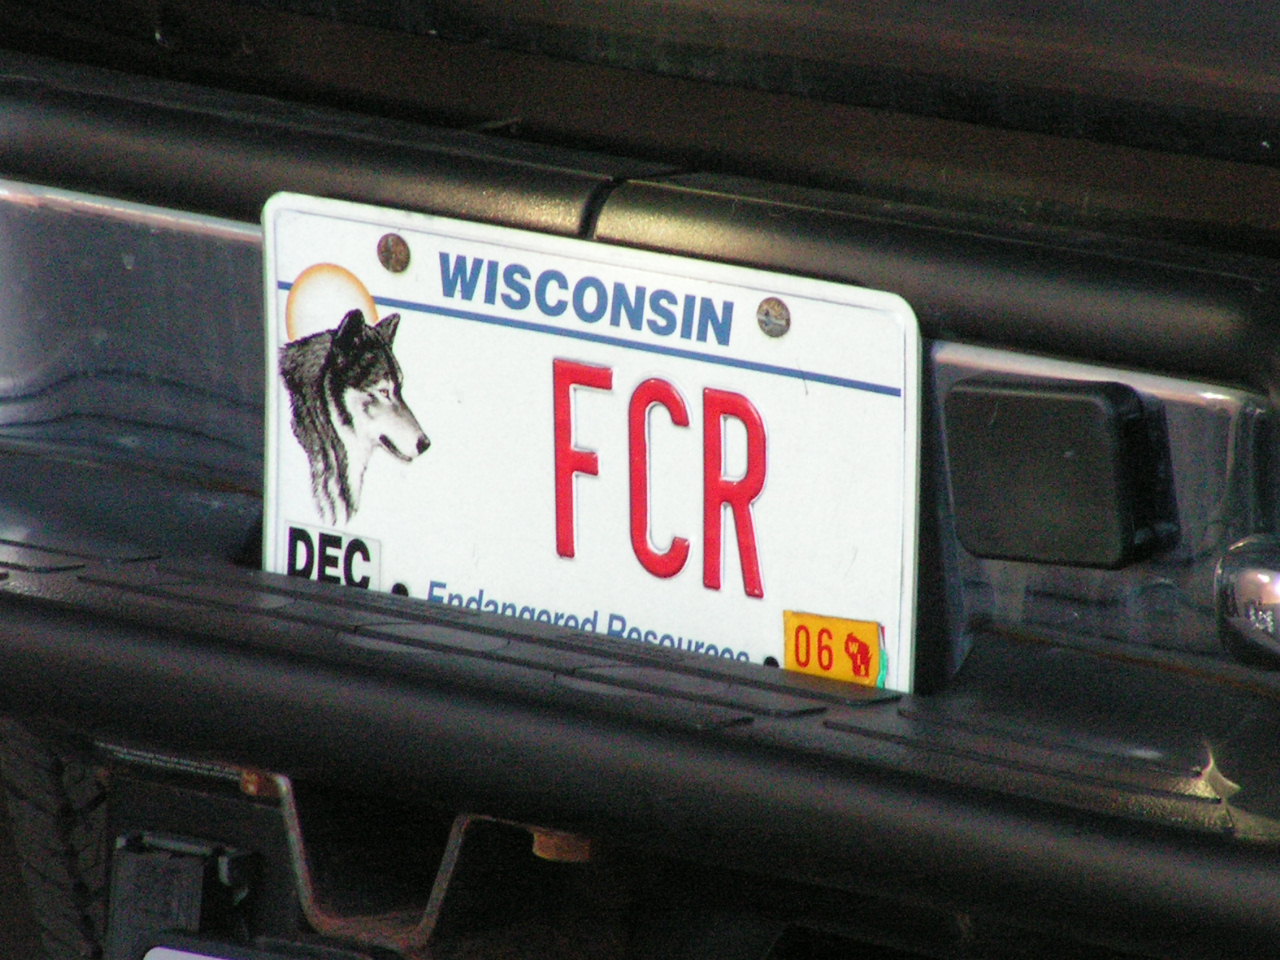 WISCONSIN
FCR
DEC
Endangered Resources
06